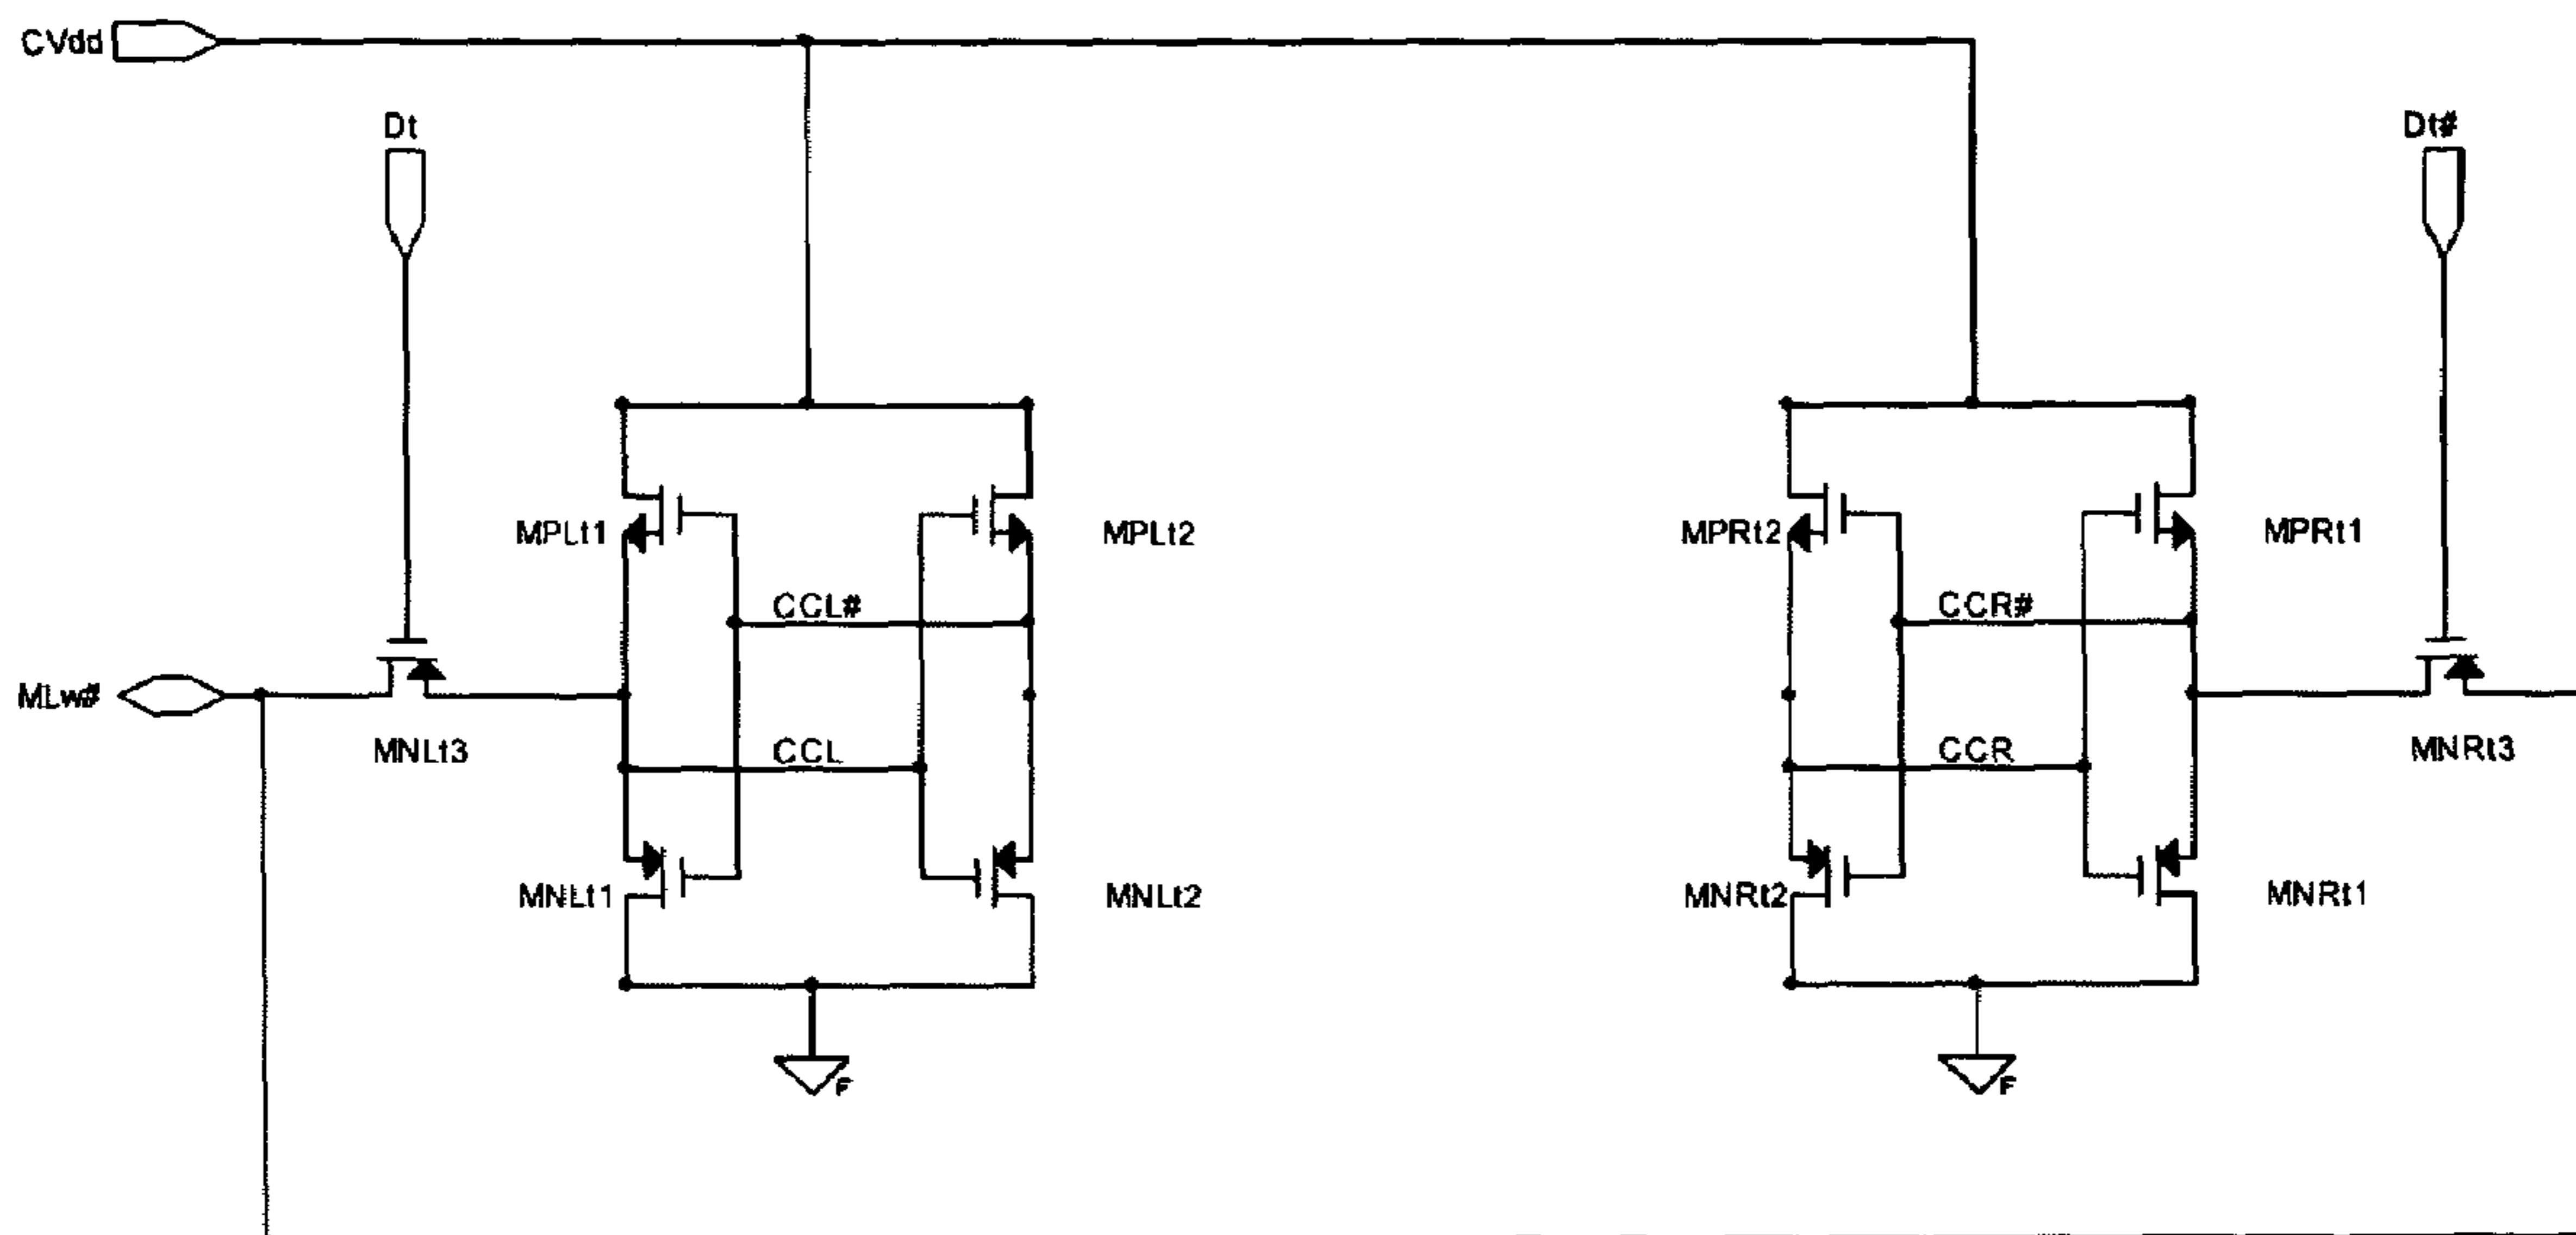 CVdd
Dt
Dt#
MPLt1
MPLt2
MPRt2
MPRt1
CCL#
CCR#
MLw#
MNLt3
CCL
CCR
MNRt3
MNLt1
MNLt2
MNRt2
MNRt1
F
F